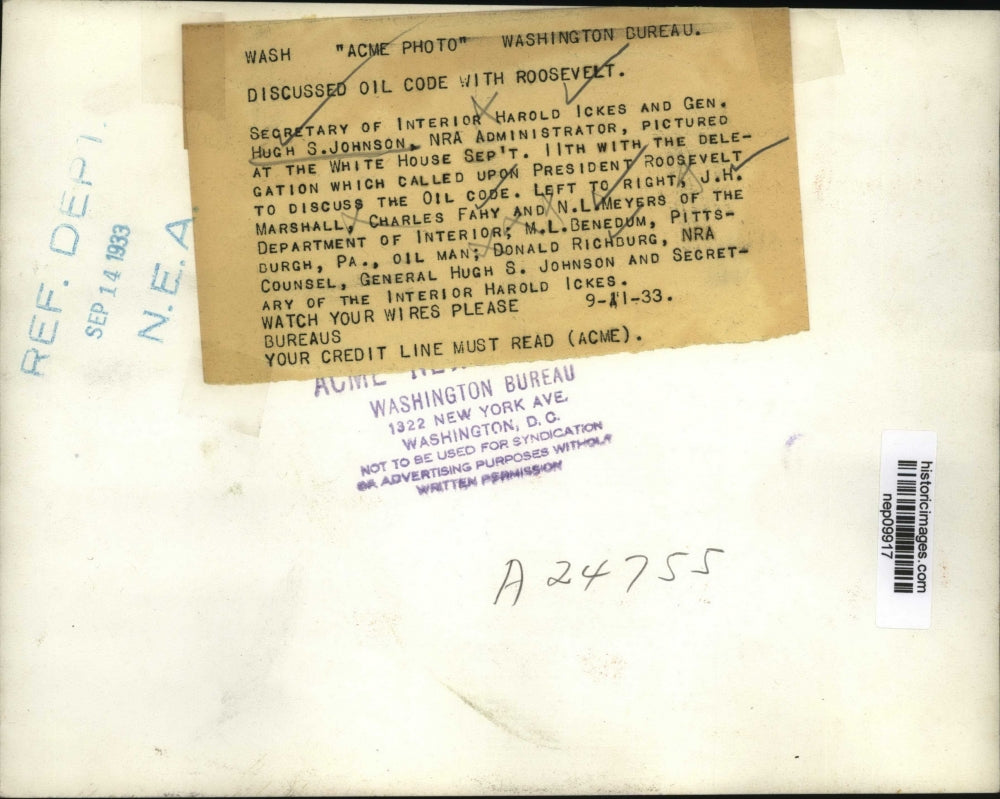 WASH "ACME PHOTO" WASHINGTON BUREAU.
DISCUSSED OIL CODE WITH ROOSEVELT.
SECRETARY OF INTERIOR HAROLD ICKES AND GEN.
HUGH S.JOHNSON, NRA ADMINISTRATOR, PICTURED
AT THE WHITE HOUSE SEP'T. 11TH WITH THE DELE-
GATION WHICH CALLED UPON PRESIDENT ROOSEVELT
TO DISCUSS THE OIL CODE. LEFT TO RIGHT, J.H.
MARSHALL, CHARLES FAHY AND N.L.MEYERS OF THE
DEPARTMENT OF INTERIOR; M.L.BENEDUM, PITTS-
BURGH, PA., OIL MAN; DONALD RICHBURG, NRA
COUNSEL, GENERAL HUGH S. JOHNSON AND SECRET-
ARY OF THE INTERIOR HAROLD ICKES.
WATCH YOUR WIRES PLEASE 9-11-33.
BUREAUS
YOUR CREDIT LINE MUST READ (ACME).
REF. DEPT.
SEP 14 1933
N.E.A.
ACME
WASHINGTON BUREAU
1322 NEW YORK AVE.
WASHINGTON, D. C.
NOT TO BE USED FOR SYNDICATION
OR ADVERTISING PURPOSES WITHOUT
WRITTEN PERMISSION
A 24755
historicimages.com
nep09917